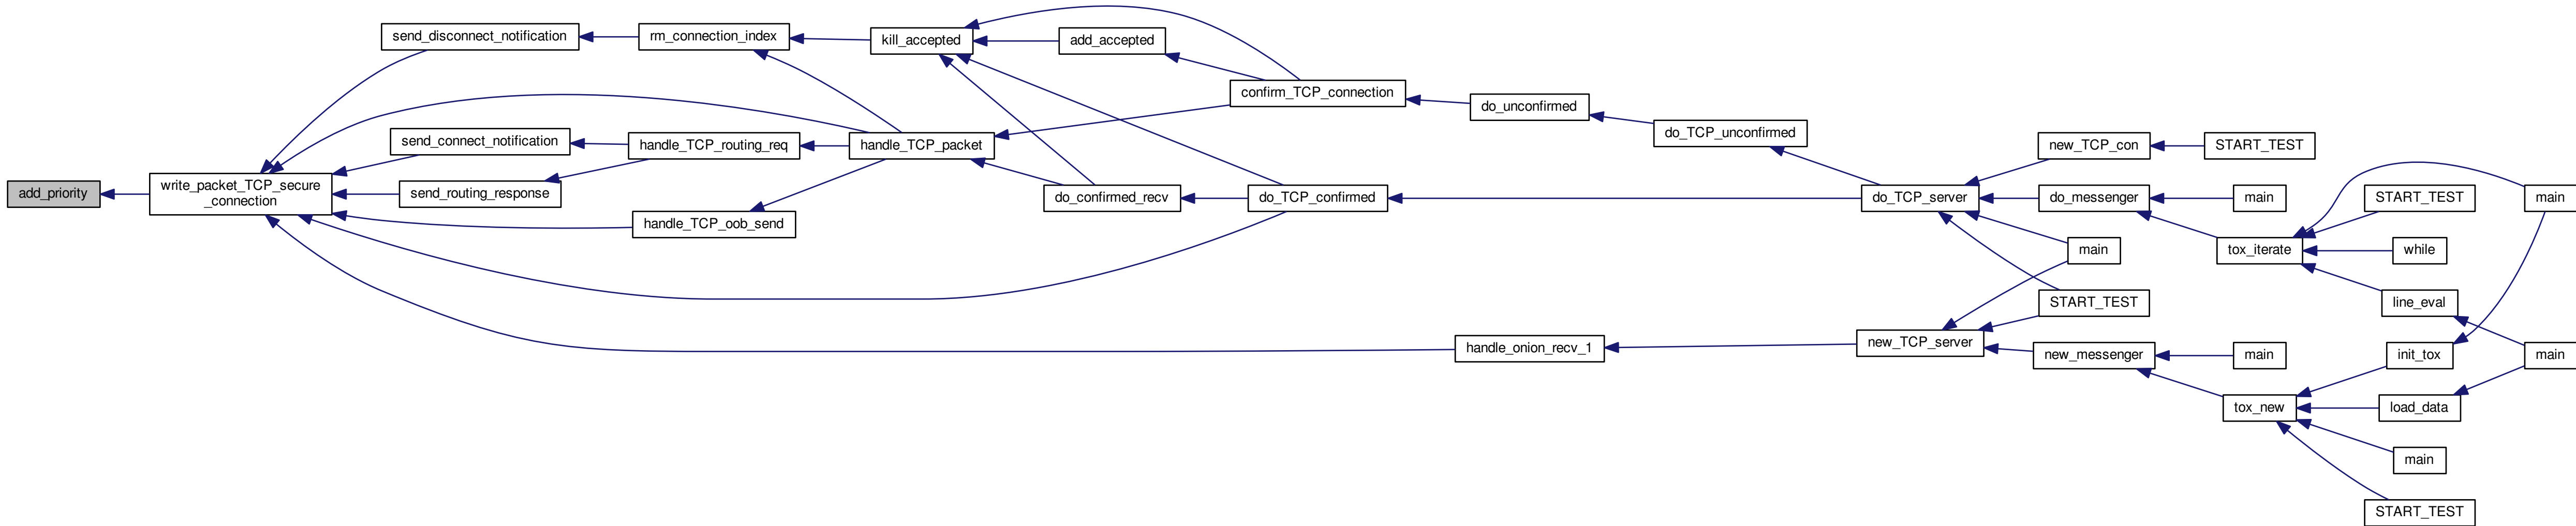 add_priority
write_packet_TCP_secure
_connection
send_disconnect_notification
send_connect_notification
send_routing_response
rm_connection_index
handle_TCP_routing_req
handle_TCP_oob_send
kill_accepted
handle_TCP_packet
add_accepted
do_confirmed_recv
confirm_TCP_connection
do_TCP_confirmed
do_unconfirmed
handle_onion_recv_1
do_TCP_unconfirmed
do_TCP_server
new_TCP_server
new_TCP_con
do_messenger
main
START_TEST
new_messenger
START_TEST
main
tox_iterate
main
tox_new
START_TEST
while
line_eval
init_tox
load_data
main
START_TEST
main
main